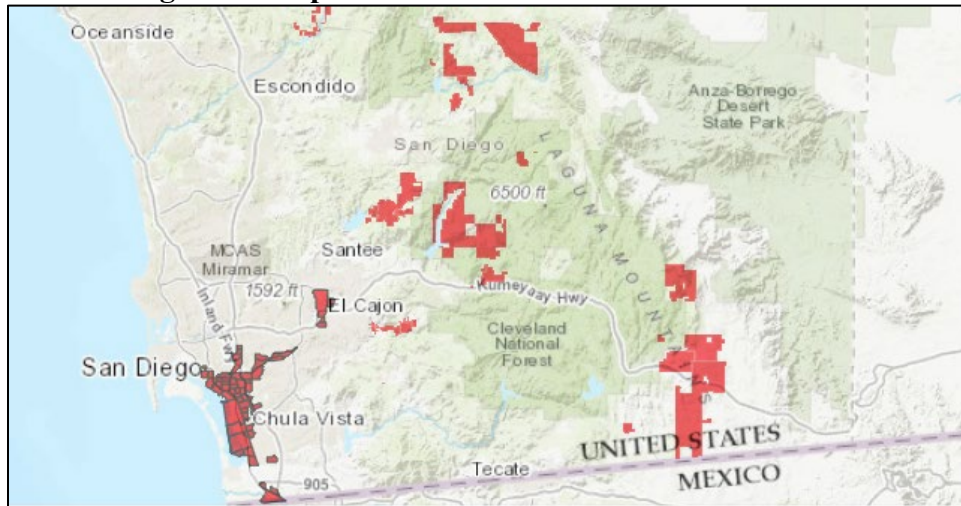 Oceanside
Escondido
Anza-Borrego
Desert
State Park
San Diego
LAGUNA MOUNTAINS
6500 ft
Santee
MCAS
Miramar
1592 ft
El Cajon
Kumeyaay Hwy
Inland Fwy
Cleveland
National
Forest
San Diego
Chula Vista
UNITED STATES
Tecate
MEXICO
905